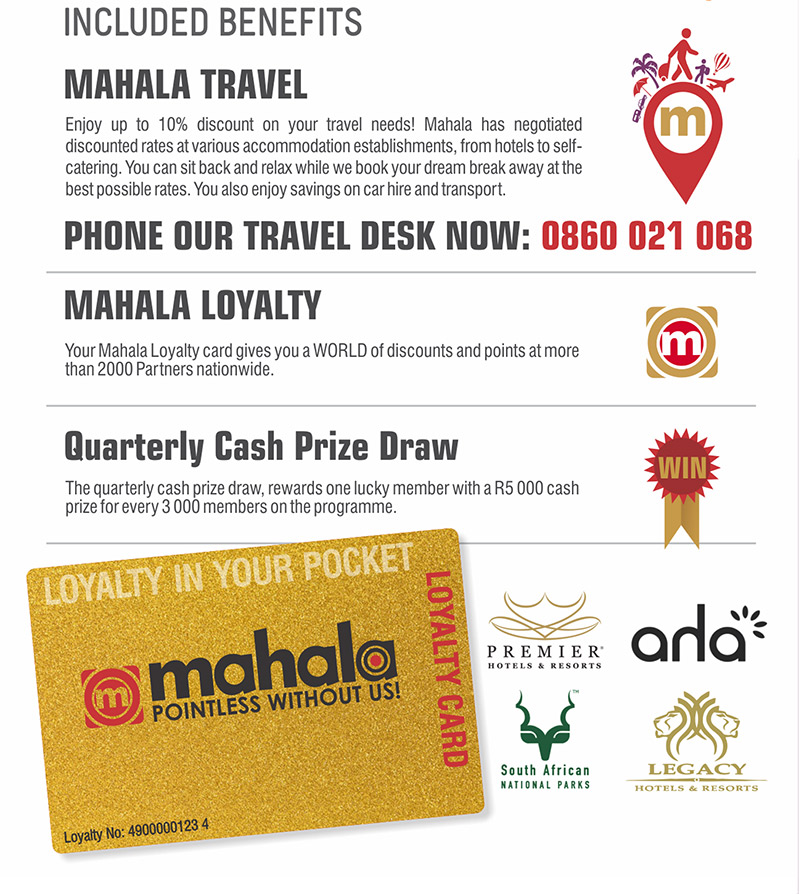 INCLUDED BENEFITS
MAHALA TRAVEL
Enjoy up to 10% discount on your travel needs! Mahala has negotiated
discounted rates at various accommodation establishments, from hotels to self-
catering. You can sit back and relax while we book your dream break away at the
best possible rates. You also enjoy savings on car hire and transport.
m
PHONE OUR TRAVEL DESK NOW: 0860 021 068
MAHALA LOYALTY
Your Mahala Loyalty card gives you a WORLD of discounts and points at more
than 2000 Partners nationwide.
m
Quarterly Cash Prize Draw
The quarterly cash prize draw, rewards one lucky member with a R5 000 cash
prize for every 3 000 members on the programme.
WIN
LOYALTY IN YOUR POCKET
LOYALTY CARD
m
mahala
POINTLESS WITHOUT US!
Loyalty No: 4900000123 4
PREMIER®
HOTELS & RESORTS
arla
™
South African
NATIONAL PARKS
LEGACY
HOTELS & RESORTS